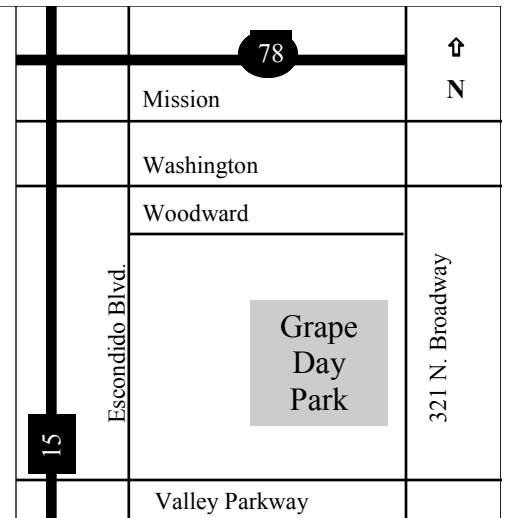 78
⇧
N
Mission
Washington
Woodward
Escondido Blvd.
Grape
Day
Park
321 N. Broadway
15
Valley Parkway